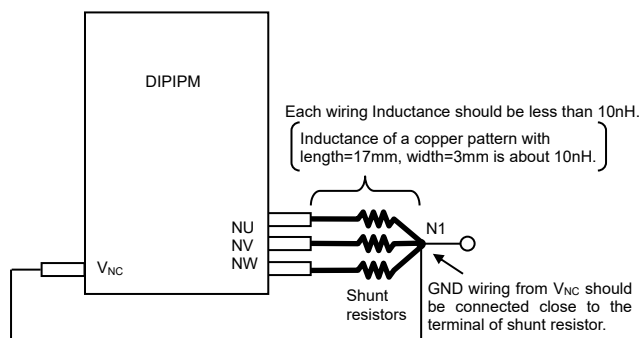 DIPIPM
Each wiring Inductance should be less than 10nH.
Inductance of a copper pattern with
length=17mm, width=3mm is about 10nH.
NU
NV
NW
N1
VNC
Shunt
resistors
GND wiring from VNC should
be connected close to the
terminal of shunt resistor.